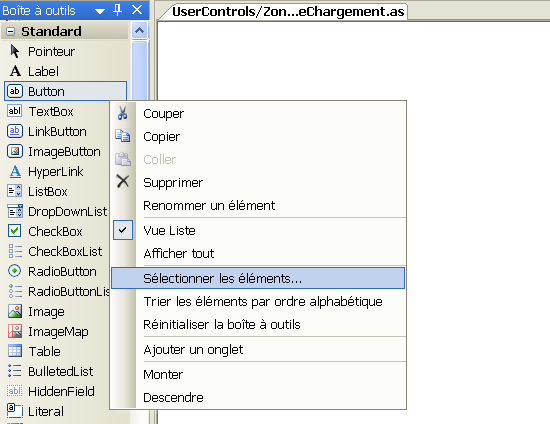 Boîte à outils
UserControls/Zon...eChargement.as
Standard
Pointeur
Label
Button
TextBox
LinkButton
ImageButton
HyperLink
ListBox
DropDownList
CheckBox
CheckBoxList
RadioButton
RadioButtonLis
Image
ImageMap
Table
BulletedList
HiddenField
Literal
Couper
Copier
Coller
Supprimer
Renommer un élément
Vue Liste
Afficher tout
Sélectionner les éléments...
Trier les éléments par ordre alphabétique
Réinitialiser la boîte à outils
Ajouter un onglet
Monter
Descendre